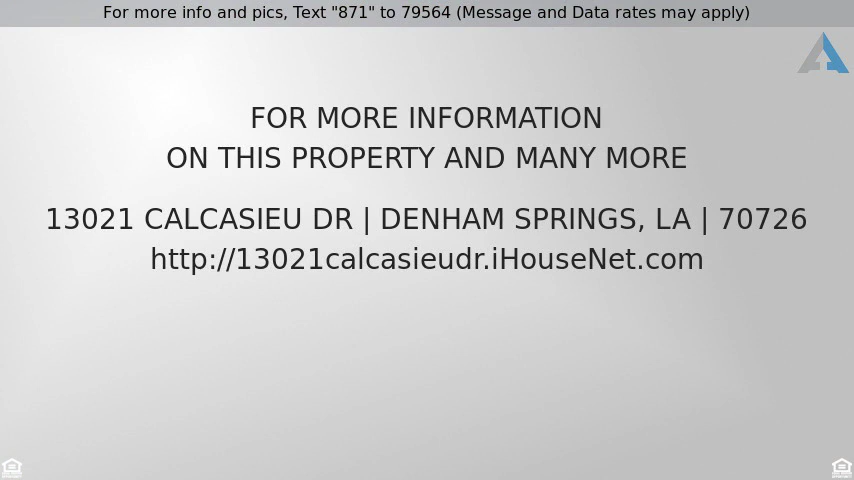 For more info and pics, Text "871" to 79564 (Message and Data rates may apply)
FOR MORE INFORMATION
ON THIS PROPERTY AND MANY MORE
13021 CALCASIEU DR | DENHAM SPRINGS, LA | 70726
http://13021calcasieudr.iHouseNet.com